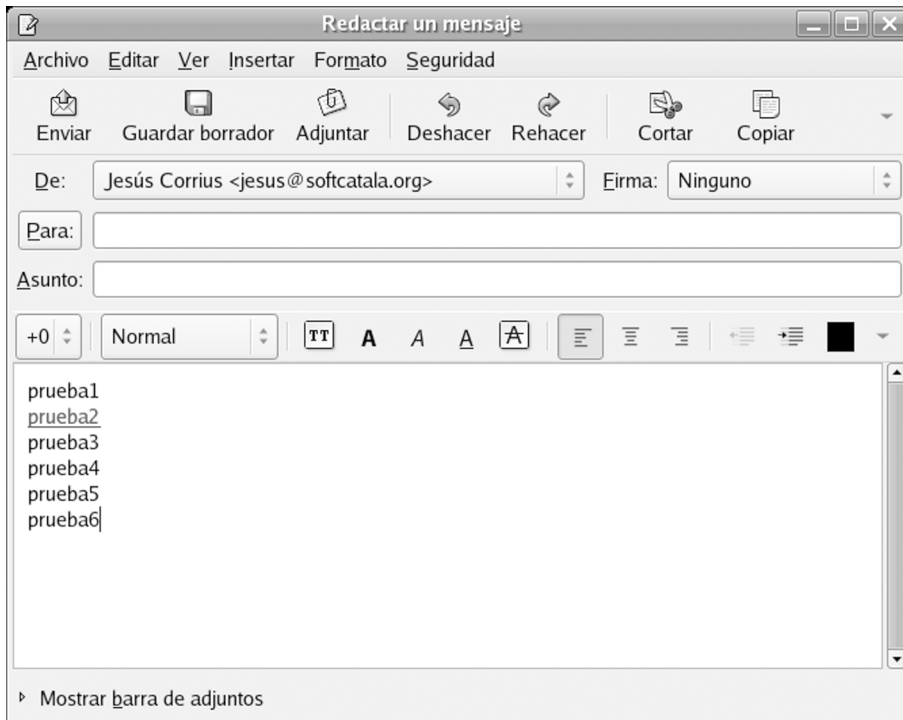 Redactar un mensaje
Archivo Editar Ver Insertar Formato Seguridad
Enviar Guardar borrador Adjuntar Deshacer Rehacer Cortar Copiar
De: Jesús Corrius <jesus@softcatala.org> Firma: Ninguno
Para:
Asunto:
+0 Normal TT A A A A
prueba1
prueba2
prueba3
prueba4
prueba5
prueba6
Mostrar barra de adjuntos